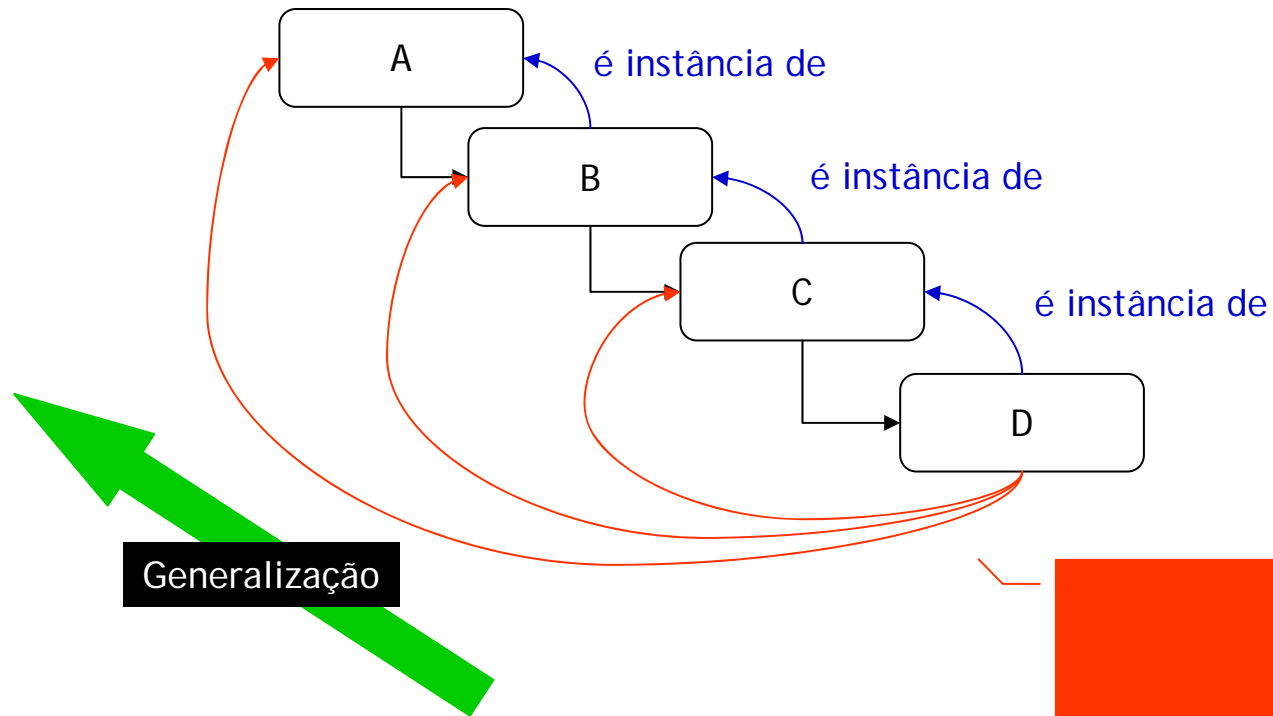 A
é instância de
B
é instância de
C
é instância de
D
Generalização